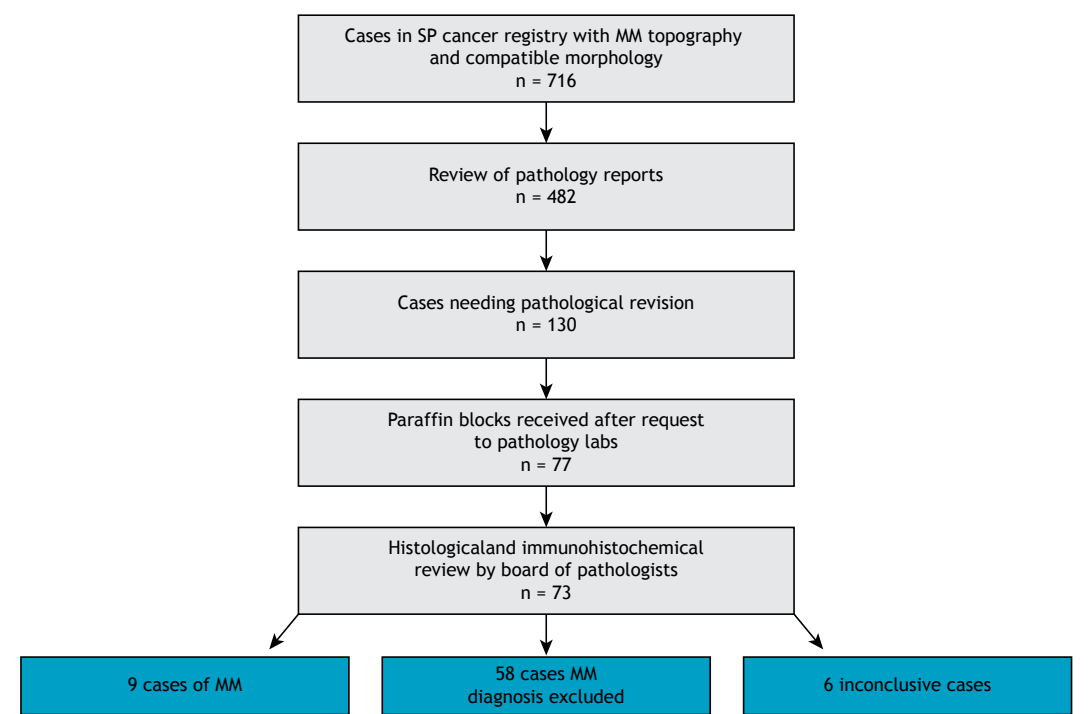 Cases in SP cancer registry with MM topography
and compatible morphology
n = 716
Review of pathology reports
n = 482
Cases needing pathological revision
n = 130
Paraffin blocks received after request
to pathology labs
n = 77
Histologicaland immunohistochemical
review by board of pathologists
n = 73
9 cases of MM
58 cases MM
diagnosis excluded
6 inconclusive cases